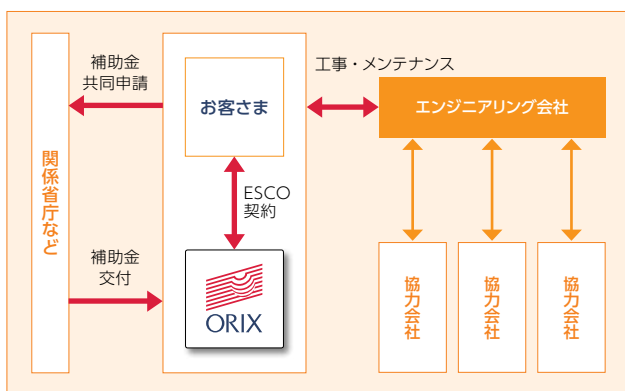 補助金
共同申請
お客さま
工事・メンテナンス
エンジニアリング会社
関係省庁など
ESCO
契約
補助金
交付
ORIX
協力会社
協力会社
協力会社